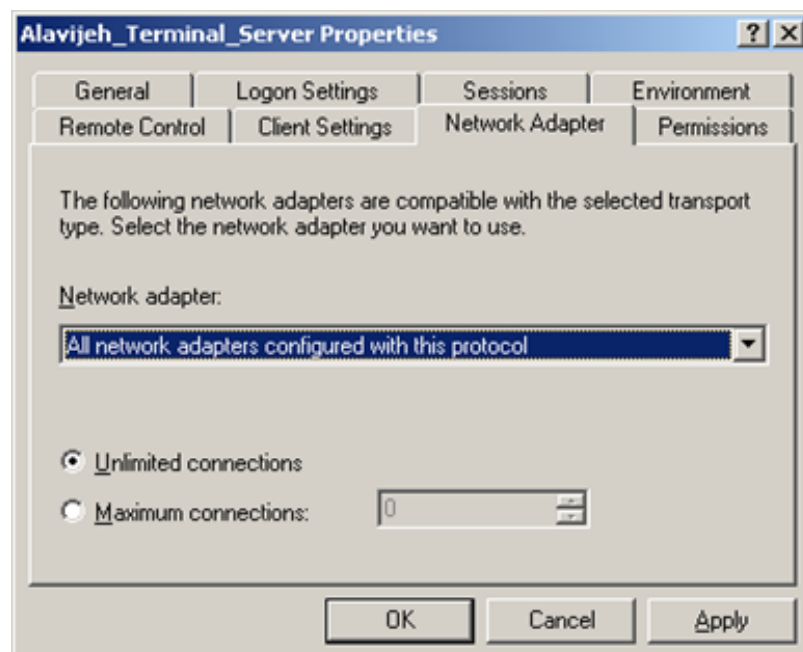 Alavijeh_Terminal_Server Properties
General
Logon Settings
Sessions
Environment
Remote Control
Client Settings
Network Adapter
Permissions
The following network adapters are compatible with the selected transport
type. Select the network adapter you want to use.
Network adapter:
All network adapters configured with this protocol
Unlimited connections
Maximum connections:
0
OK
Cancel
Apply